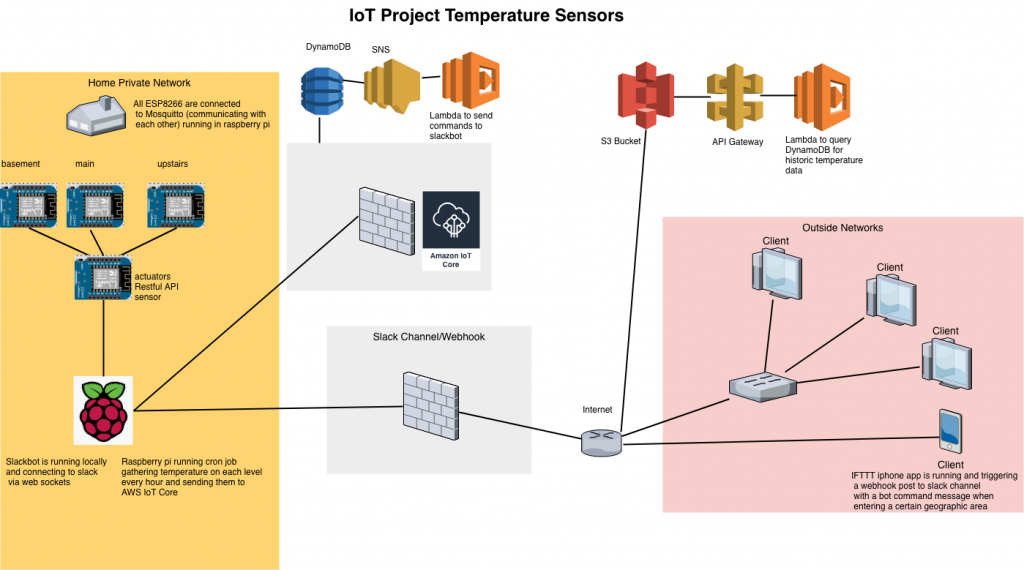 IoT Project Temperature Sensors
DynamoDB
SNS
Lambda to send
commands to
slackbot
Home Private Network
All ESP8266 are connected
to Mosquitto (communicating with
each other) running in raspberry pi
basement
main
upstairs
actuators
Restful API
sensor
Slackbot is running locally
and connecting to slack
via web sockets
Raspberry pi running cron job
gathering temperature on each level
every hour and sending them to
AWS IoT Core
Amazon IoT
Core
Slack Channel/Webhook
S3 Bucket
API Gateway
Lambda to query
DynamoDB for
historic temperature
data
Internet
Outside Networks
Client
Client
Client
Client
IFTTT iphone app is running and triggering
a webhook post to slack channel
with a bot command message when
entering a certain geographic area